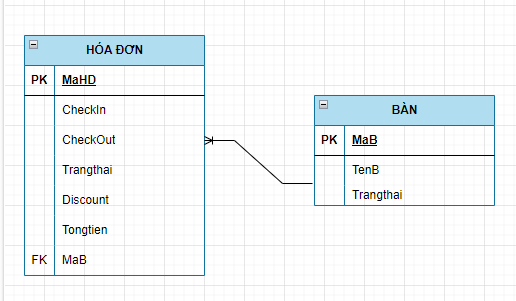 HÓA ĐƠN
PK MaHD
CheckIn
CheckOut
Trangthai
Discount
Tongtien
FK MaB
BÀN
PK MaB
TenB
Trangthai